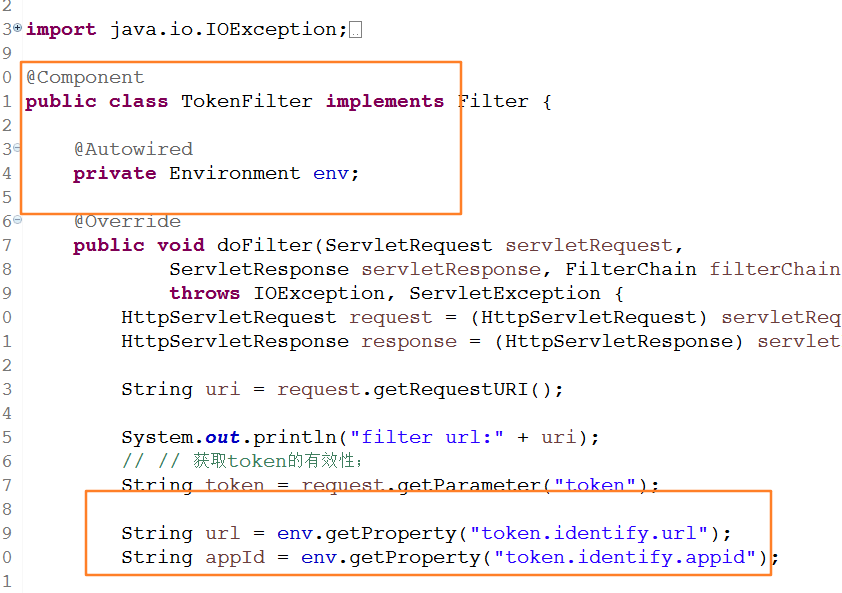 2
3 import java.io.IOException;
9
0 @Component
1 public class TokenFilter implements Filter {
2
3 @Autowired
4 private Environment env;
5
6 @Override
7 public void doFilter(ServletRequest servletRequest,
8 ServletResponse servletResponse, FilterChain filterChain
9 throws IOException, ServletException {
0 HttpServletRequest request = (HttpServletRequest) servletReq
1 HttpServletResponse response = (HttpServletResponse) servlet
2
3 String uri = request.getRequestURI();
4
5 System.out.println("filter url:" + uri);
6 // // 获取token的有效性;
7 String token = request.getParameter("token");
8
9 String url = env.getProperty("token.identify.url");
0 String appId = env.getProperty("token.identify.appid");
1